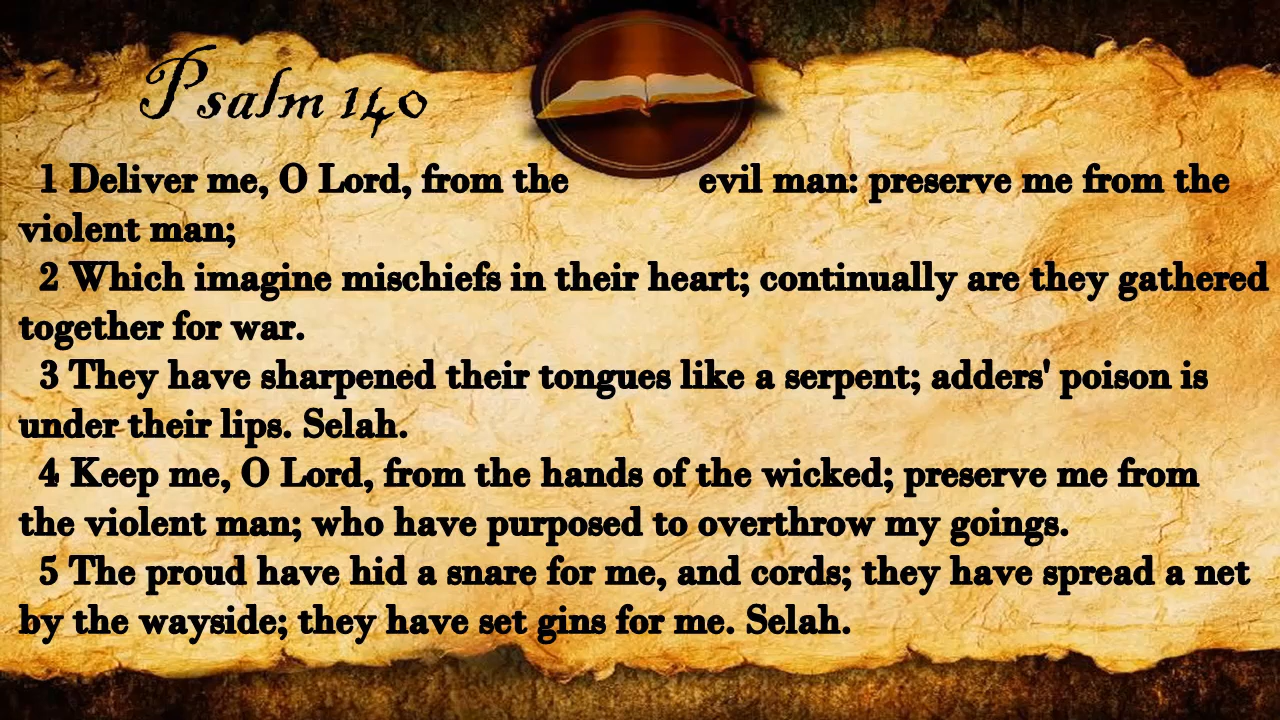 Psalm 140
1 Deliver me, O Lord, from the evil man: preserve me from the
violent man;
2 Which imagine mischiefs in their heart; continually are they gathered
together for war.
3 They have sharpened their tongues like a serpent; adders' poison is
under their lips. Selah.
4 Keep me, O Lord, from the hands of the wicked; preserve me from
the violent man; who have purposed to overthrow my goings.
5 The proud have hid a snare for me, and cords; they have spread a net
by the wayside; they have set gins for me. Selah.